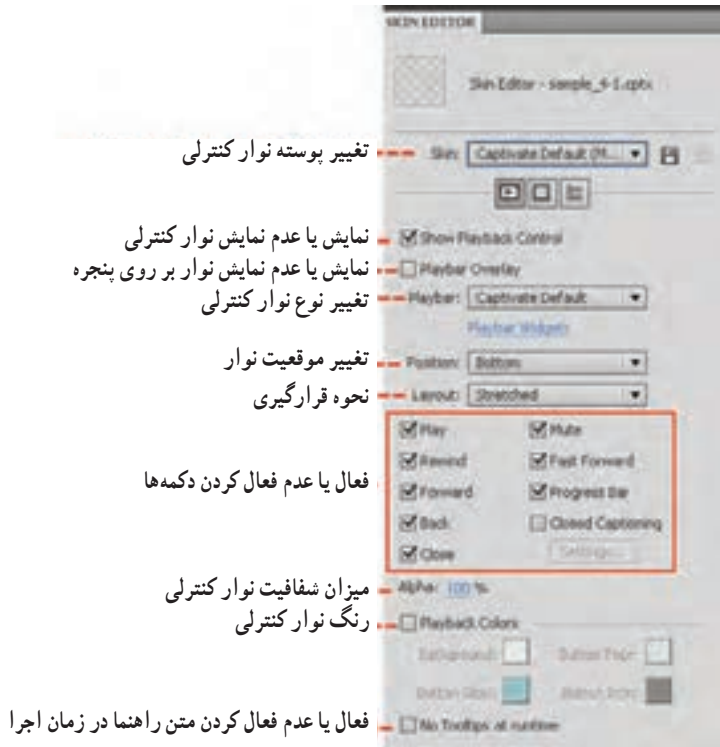 SKIN EDITOR
Skin Editor - sample_4-1.cptx
تغییر پوسته نوار کنترلی
Skin: Captivate Default (M...
نمایش یا عدم نمایش نوار کنترلی
Show Playback Control
نمایش یا عدم نمایش نوار بر روی پنجره
Playbar Overlay
تغییر نوع نوار کنترلی
Playbar: Captivate Default
Playbar Widgets
تغییر موقعیت نوار
Position: Bottom
نحوه قرارگیری
Layout: Stretched
فعال یا عدم فعال کردن دکمه‌ها
Play Mute
Rewind Fast Forward
Forward Progress Bar
Back Closed Captioning
Close Settings...
میزان شفافیت نوار کنترلی
Alpha: 100 %
رنگ نوار کنترلی
Playback Colors
Background: Button Face:
Button Glow: Button Icon:
فعال یا عدم فعال کردن متن راهنما در زمان اجرا
No Tooltips at runtime